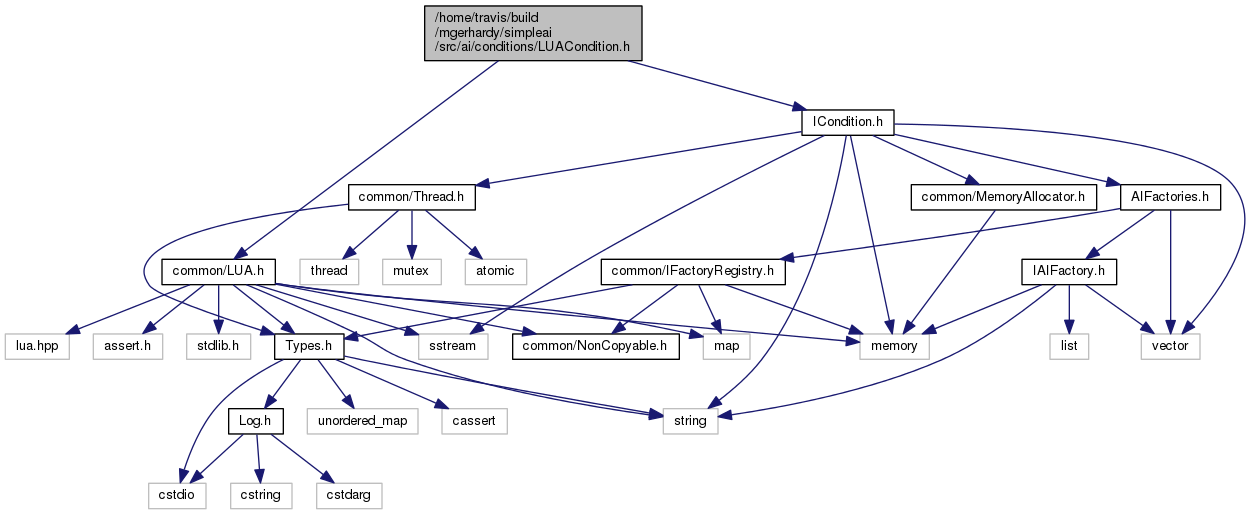 /home/travis/build
/mgerhardy/simpleai
/src/ai/conditions/LUACondition.h
ICondition.h
common/Thread.h
common/MemoryAllocator.h
AIFactories.h
common/LUA.h
thread
mutex
atomic
common/IFactoryRegistry.h
IAIFactory.h
lua.hpp
assert.h
stdlib.h
Types.h
sstream
common/NonCopyable.h
map
memory
list
vector
Log.h
unordered_map
cassert
string
cstdio
cstring
cstdarg